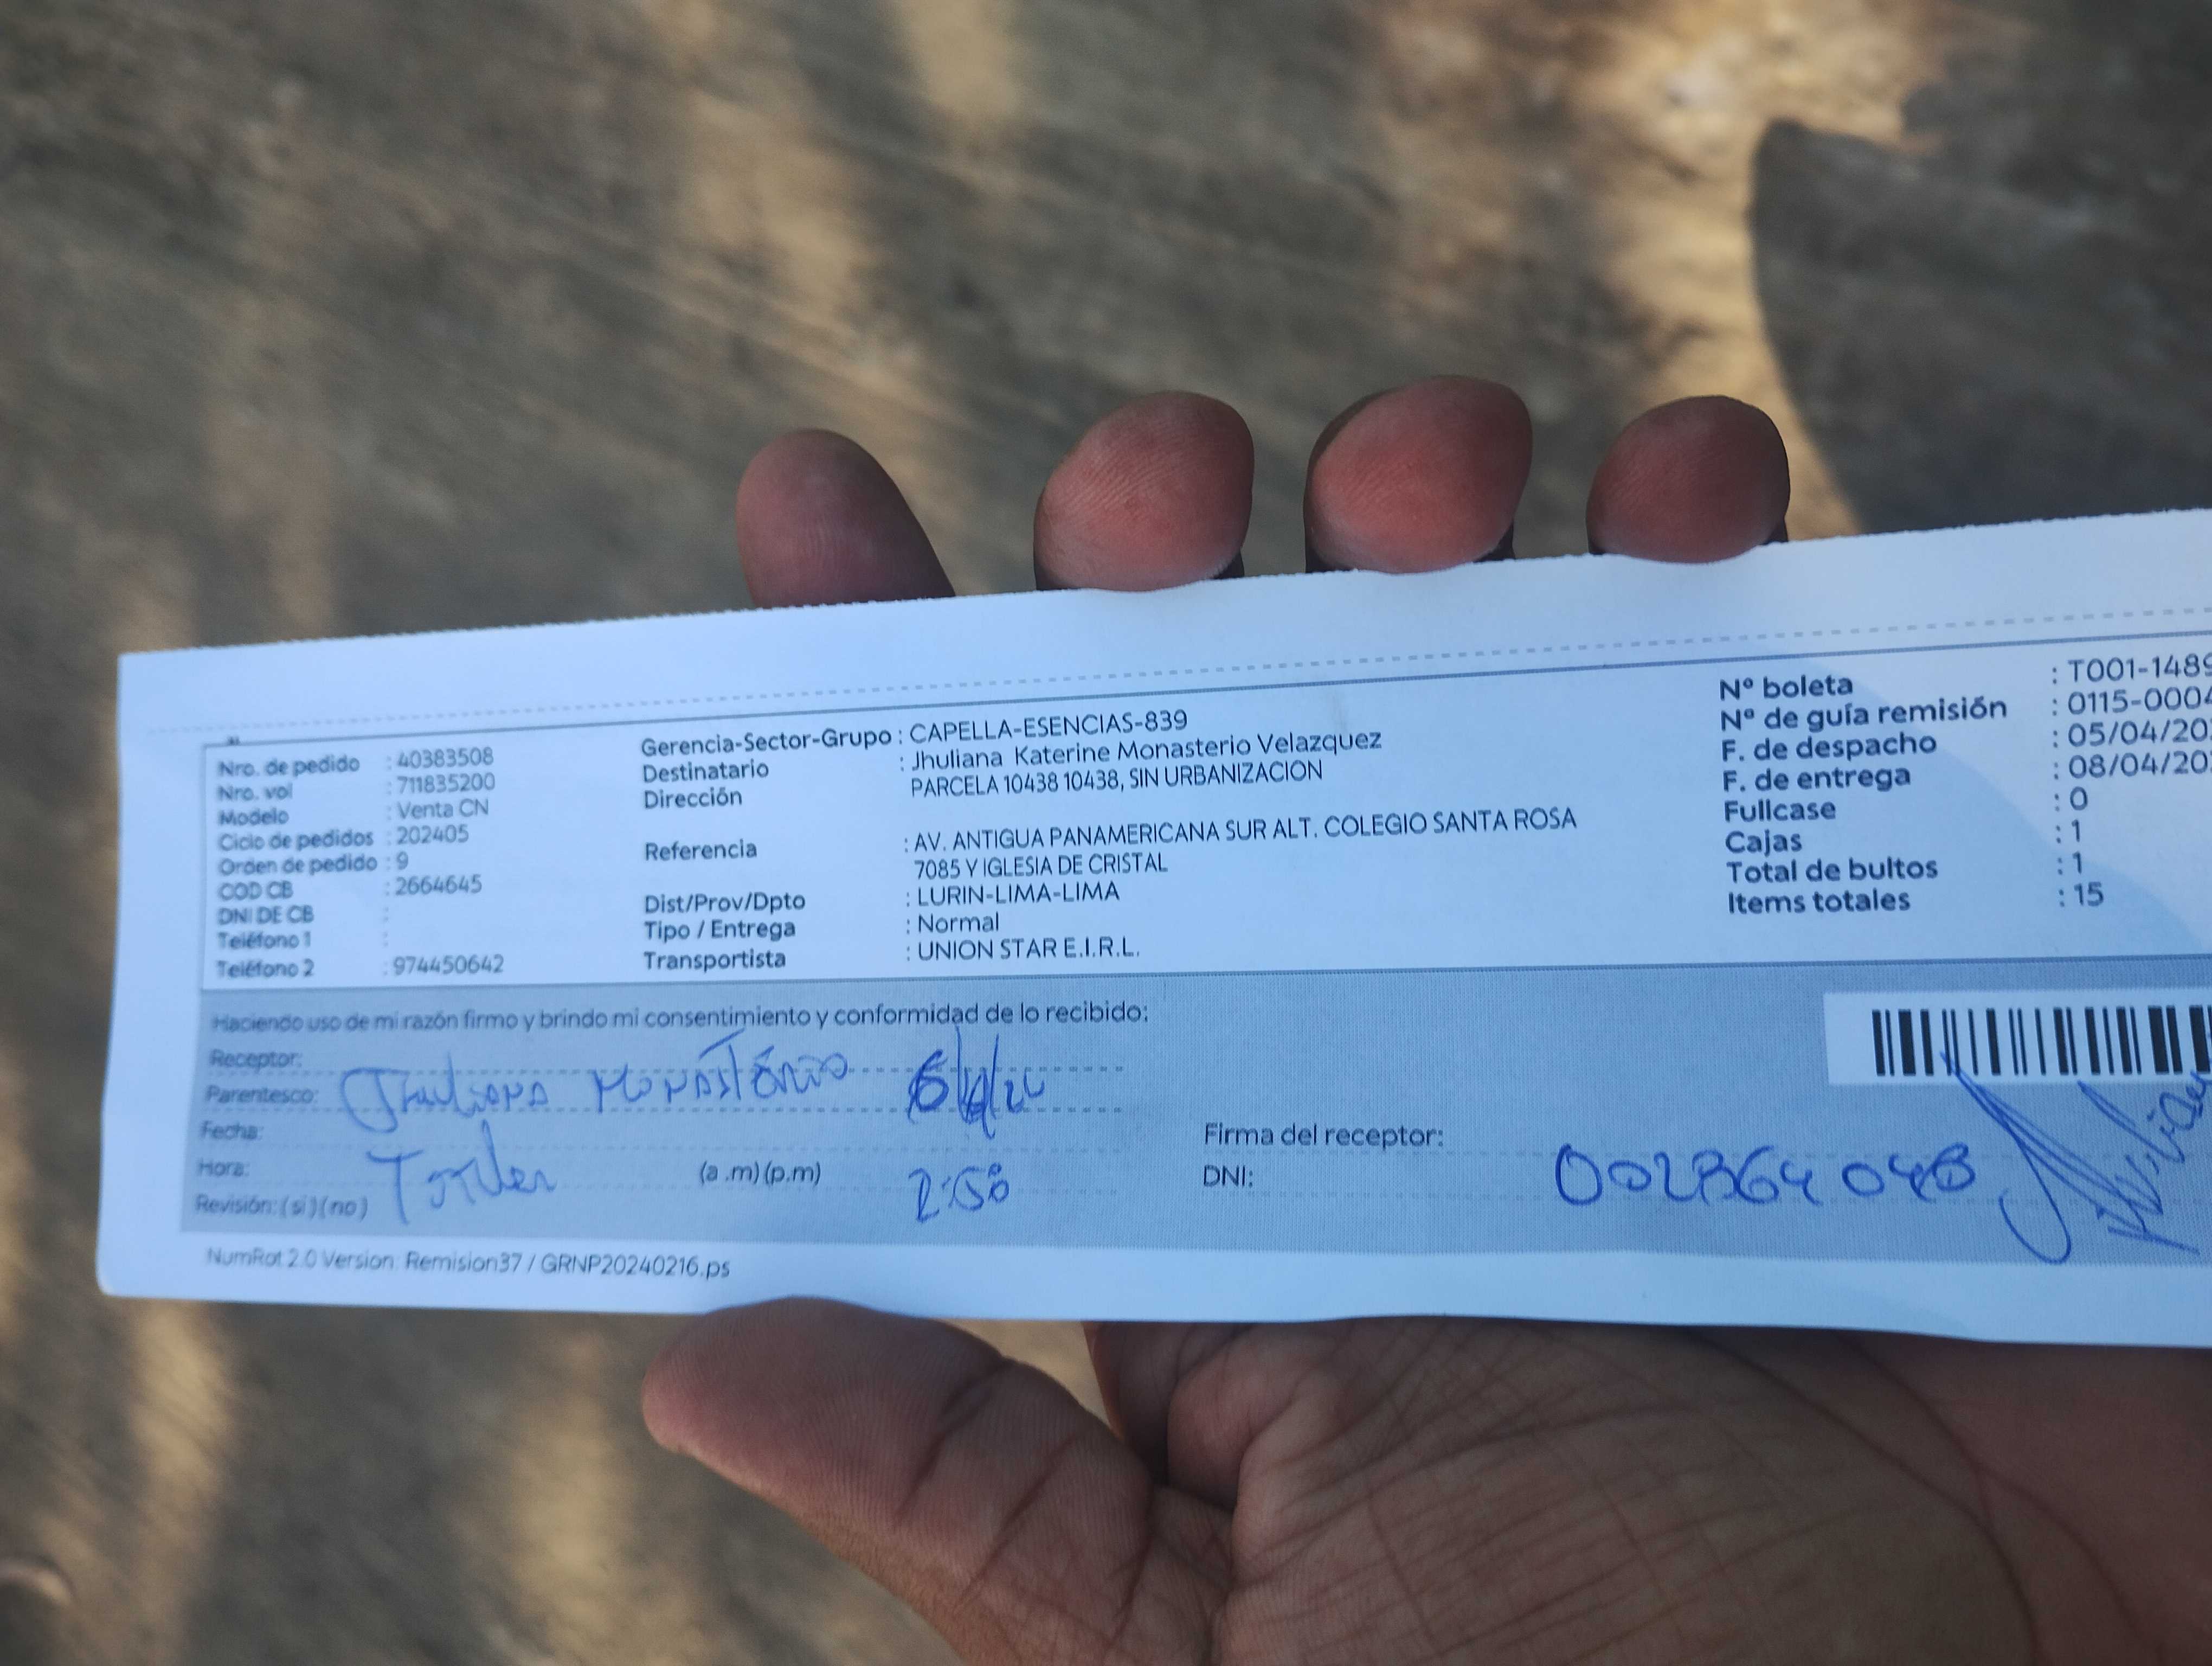 Nro. de pedido : 40383508
Nro. vol : 711835200
Modelo : Venta CN
Ciclo de pedidos : 202405
Orden de pedido : 9
COD CB : 2664645
DNI DE CB :
Teléfono 1 :
Teléfono 2 : 974450642
Gerencia-Sector-Grupo : CAPELLA-ESENCIAS-839
Destinatario : Jhuliana Katerine Monasterio Velazquez
Dirección PARCELA 10438 10438, SIN URBANIZACION
Referencia : AV. ANTIGUA PANAMERICANA SUR ALT. COLEGIO SANTA ROSA
7085 Y IGLESIA DE CRISTAL
Dist/Prov/Dpto : LURIN-LIMA-LIMA
Tipo / Entrega : Normal
Transportista : UNION STAR E.I.R.L.
N° boleta : T001-1489
N° de guía remisión : 0115-0004
F. de despacho : 05/04/20
F. de entrega : 08/04/20
Fullcase : 0
Cajas : 1
Total de bultos : 1
Items totales : 15
Haciendo uso de mi razón firmo y brindo mi consentimiento y conformidad de lo recibido:
Receptor:
Parentesco: Jhuliana Monasterio
Fecha:
Hora: (a .m) (p.m) 2:58
Revisión: ( si ) ( no )
Firma del receptor:
DNI:
NumRot 2.0 Version: Remision37 / GRNP20240216.ps